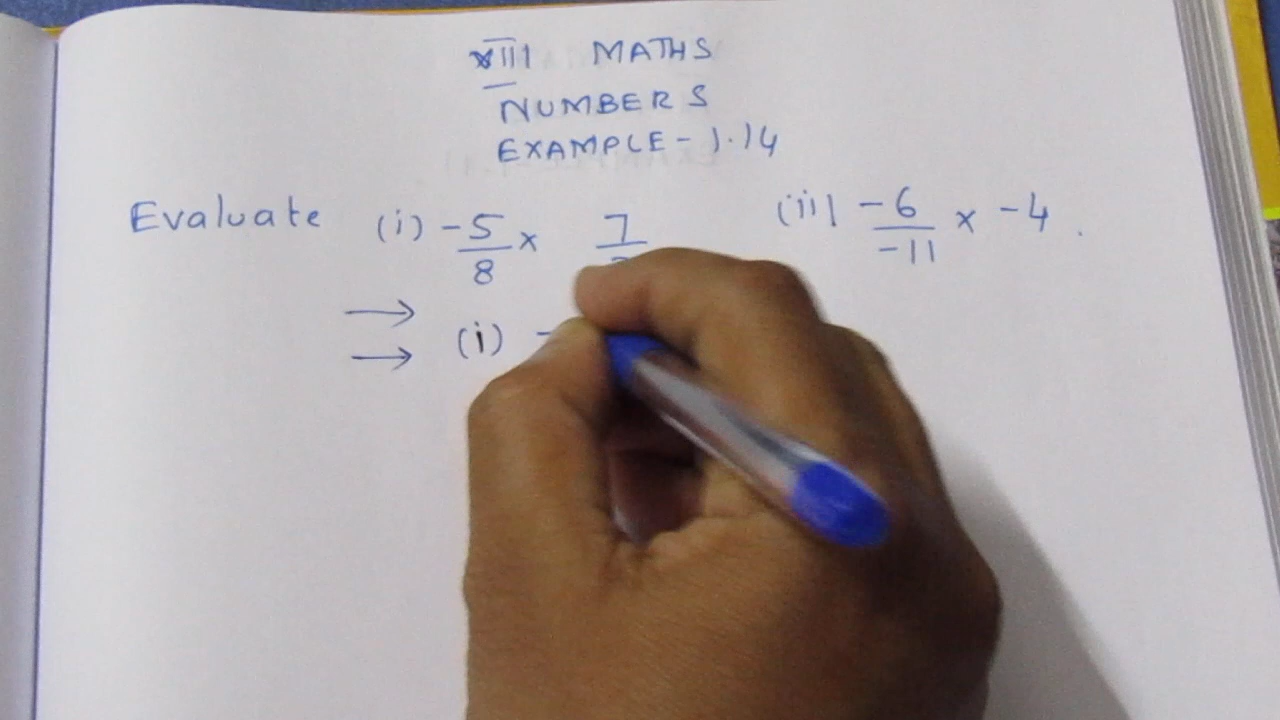 VIII MATHS
NUMBERS
EXAMPLE - 1.14
Evaluate (i) -5/8 × 7/ (ii) -6/-11 × -4.
→ (i) -
→